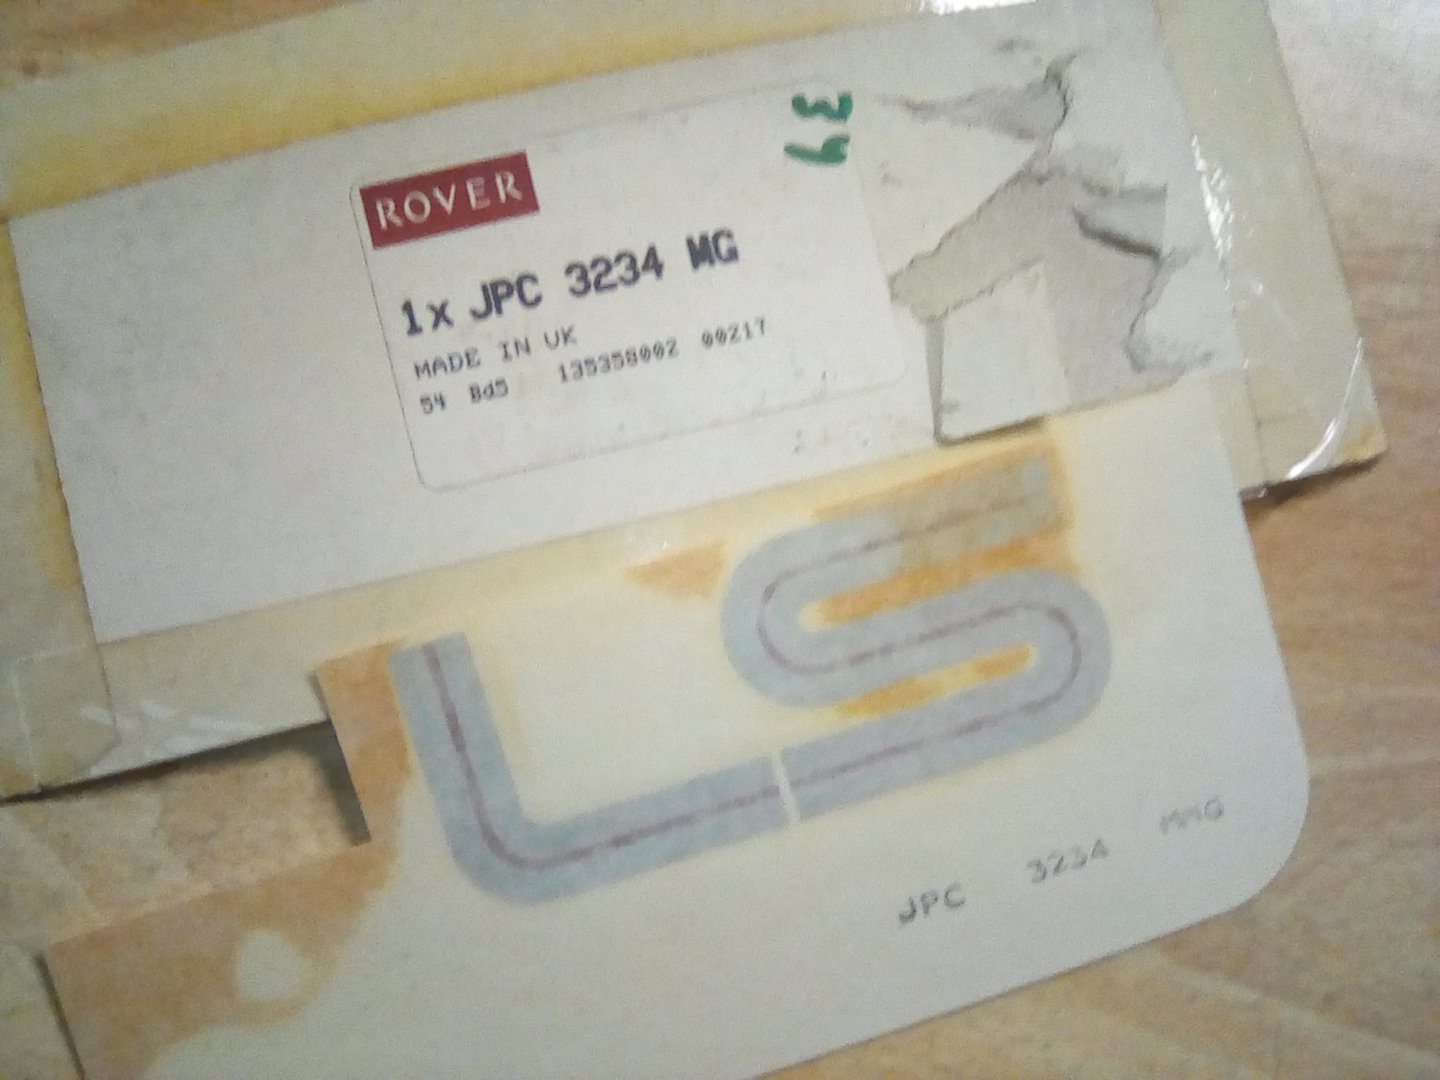 ROVER
1x JPC 3234 MG
MADE IN UK
54 Bd5 135358002 00217
LS
JPC 3234 MMG